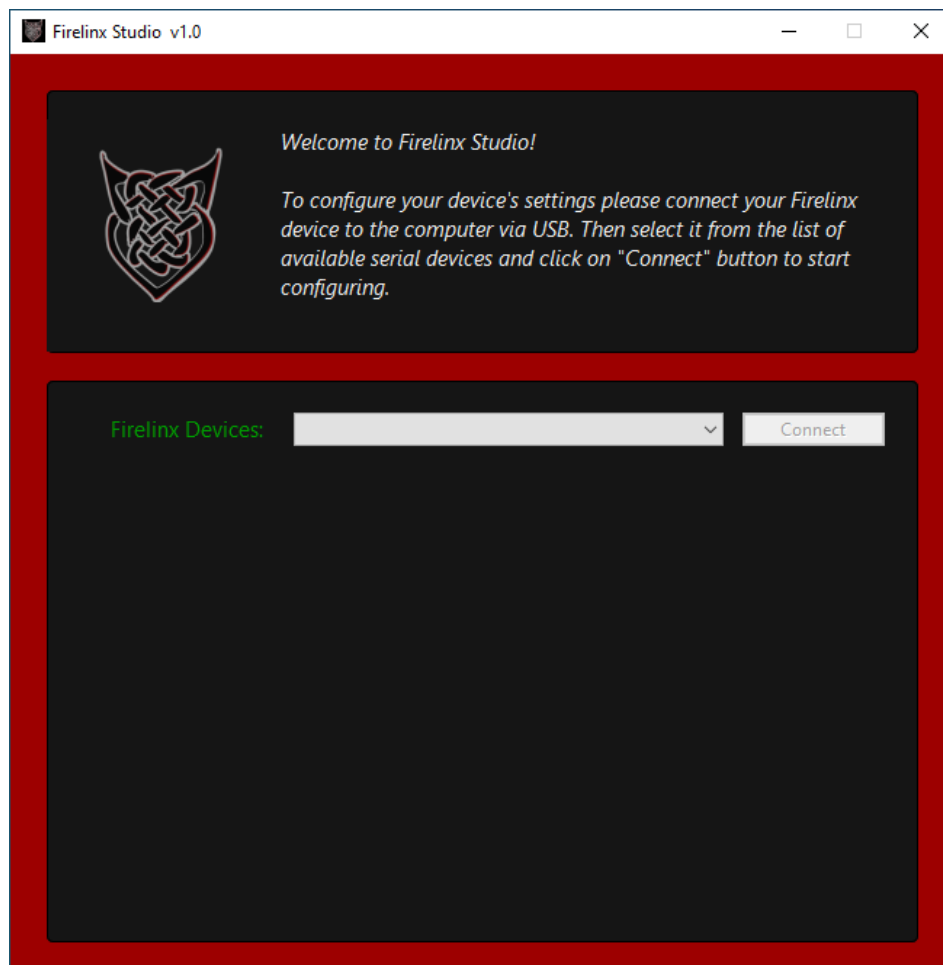 Firelinx Studio v1.0
Welcome to Firelinx Studio!
To configure your device's settings please connect your Firelinx
device to the computer via USB. Then select it from the list of
available serial devices and click on "Connect" button to start
configuring.
Firelinx Devices:
Connect